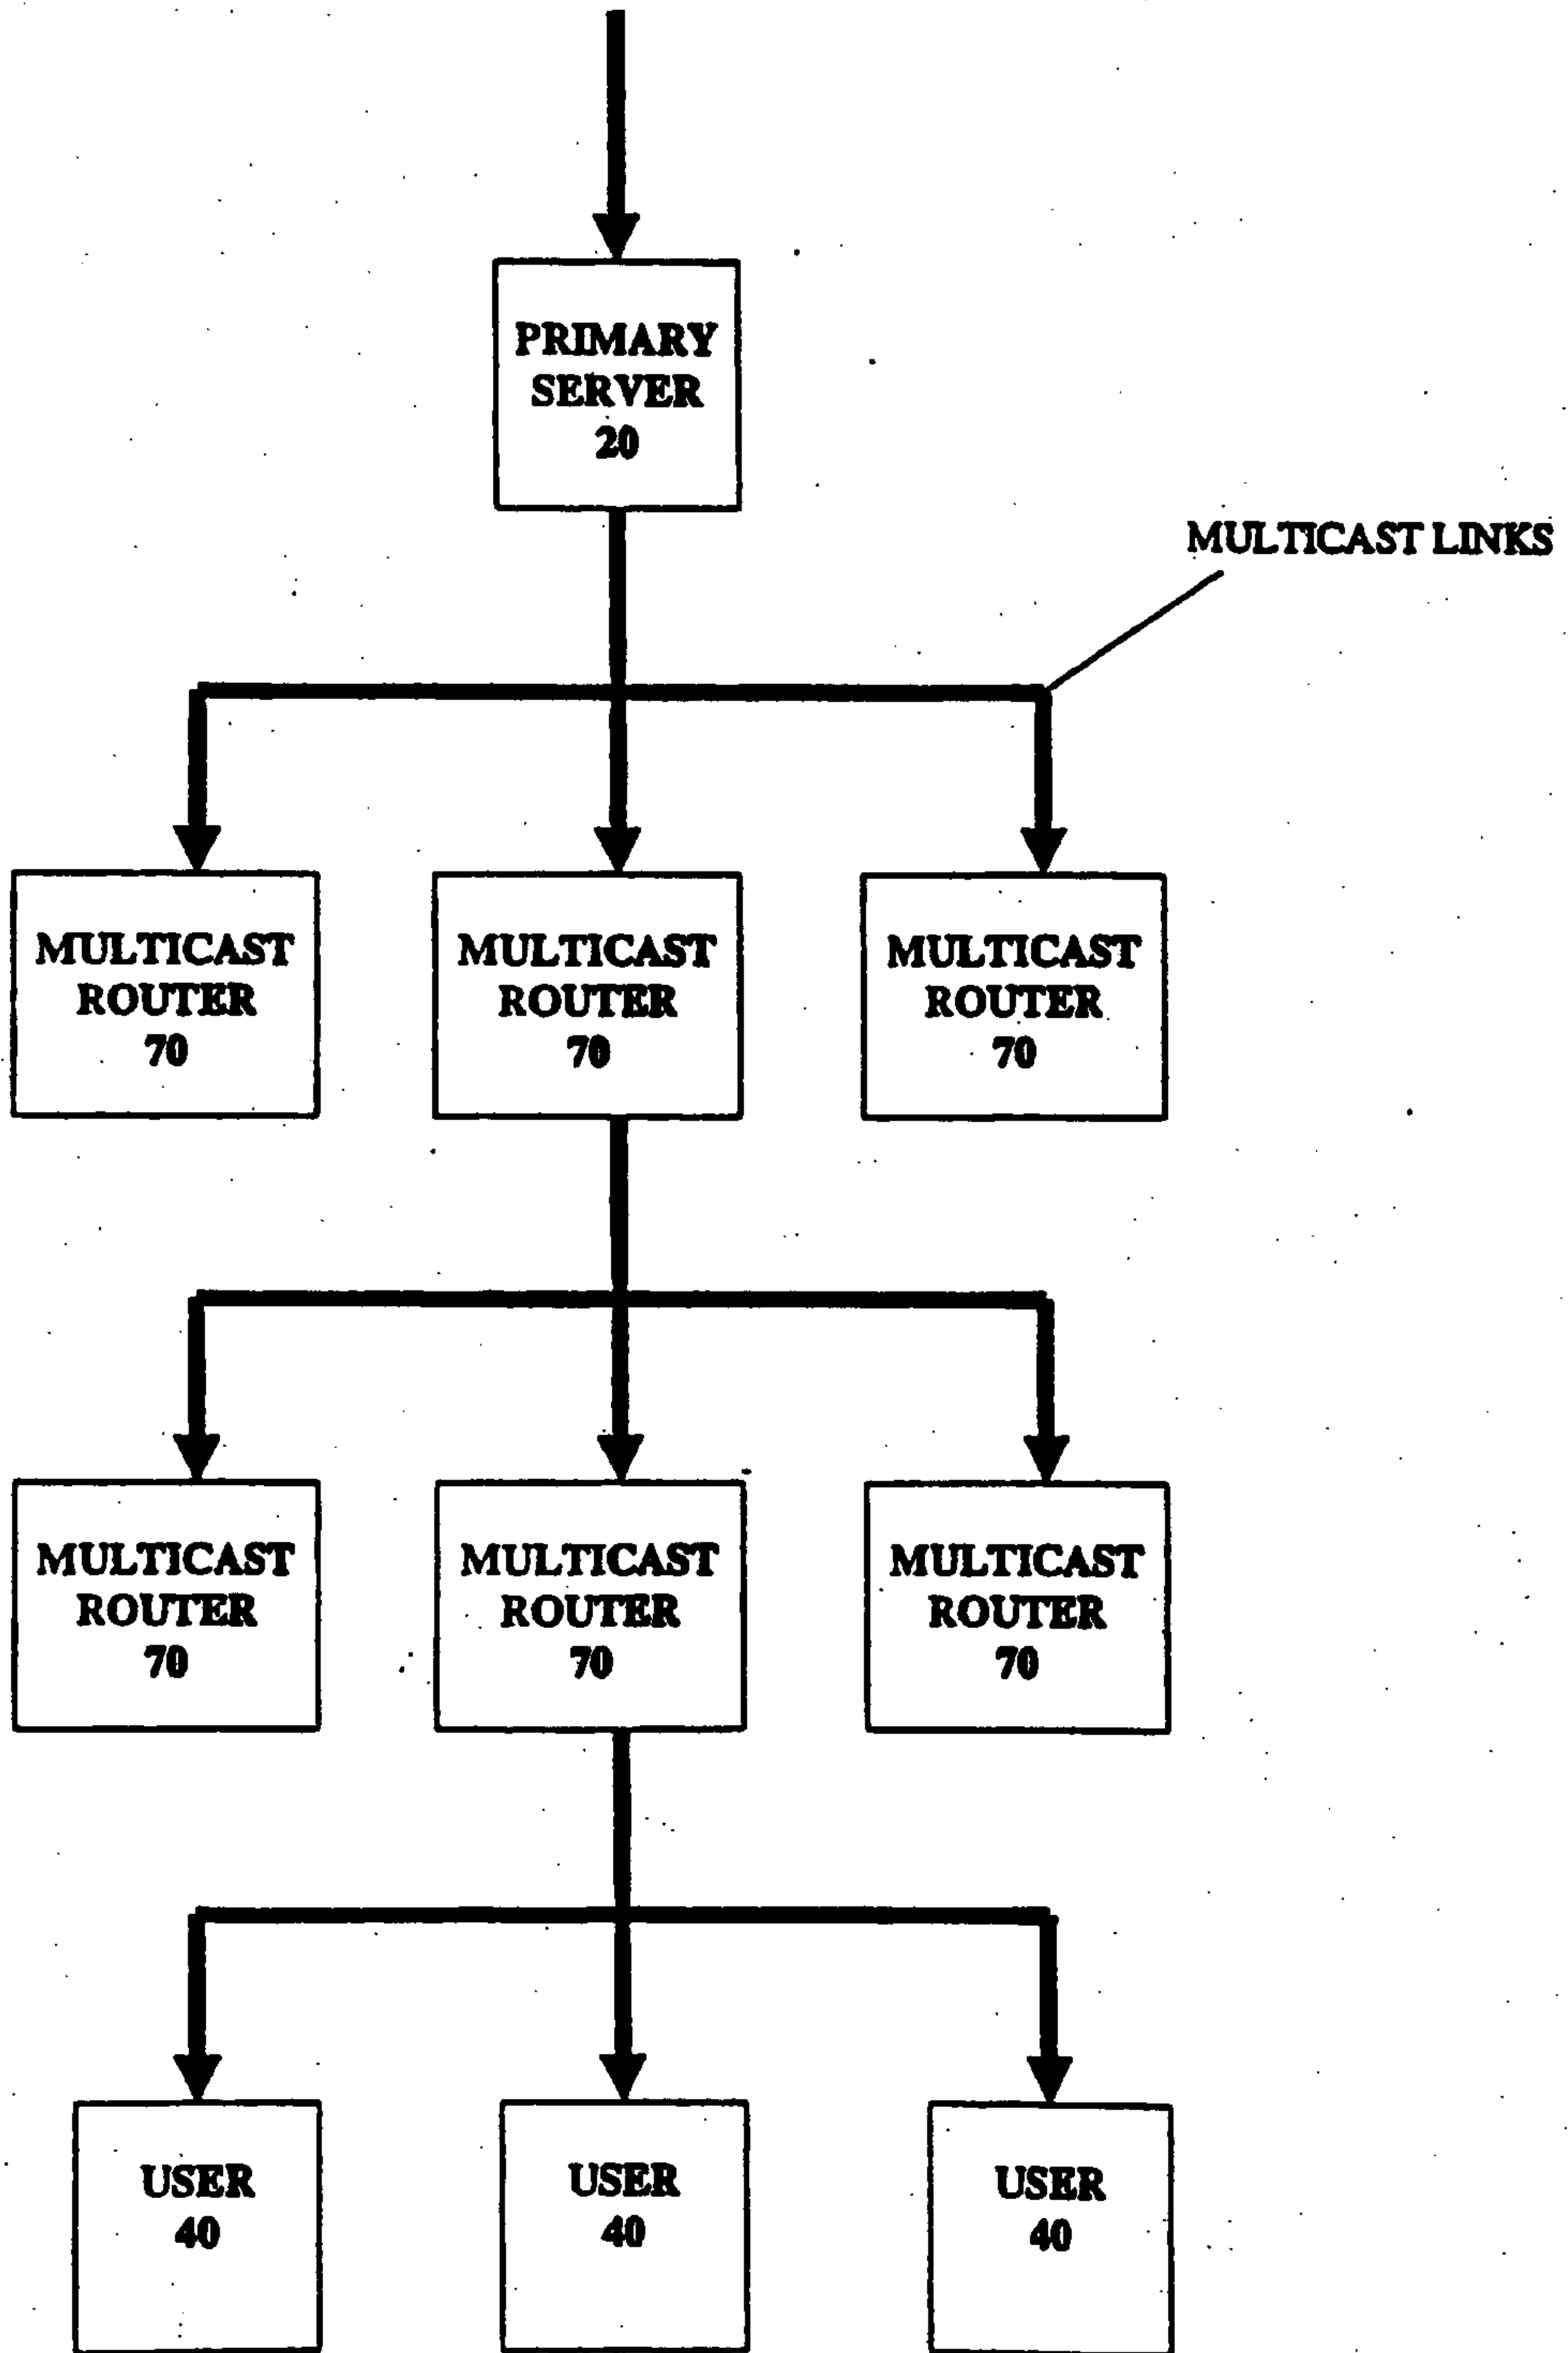 PRIMARY
SERVER
20
MULTICAST LINKS
MULTICAST
ROUTER
70
MULTICAST
ROUTER
70
MULTICAST
ROUTER
70
MULTICAST
ROUTER
70
MULTICAST
ROUTER
70
MULTICAST
ROUTER
70
USER
40
USER
40
USER
40